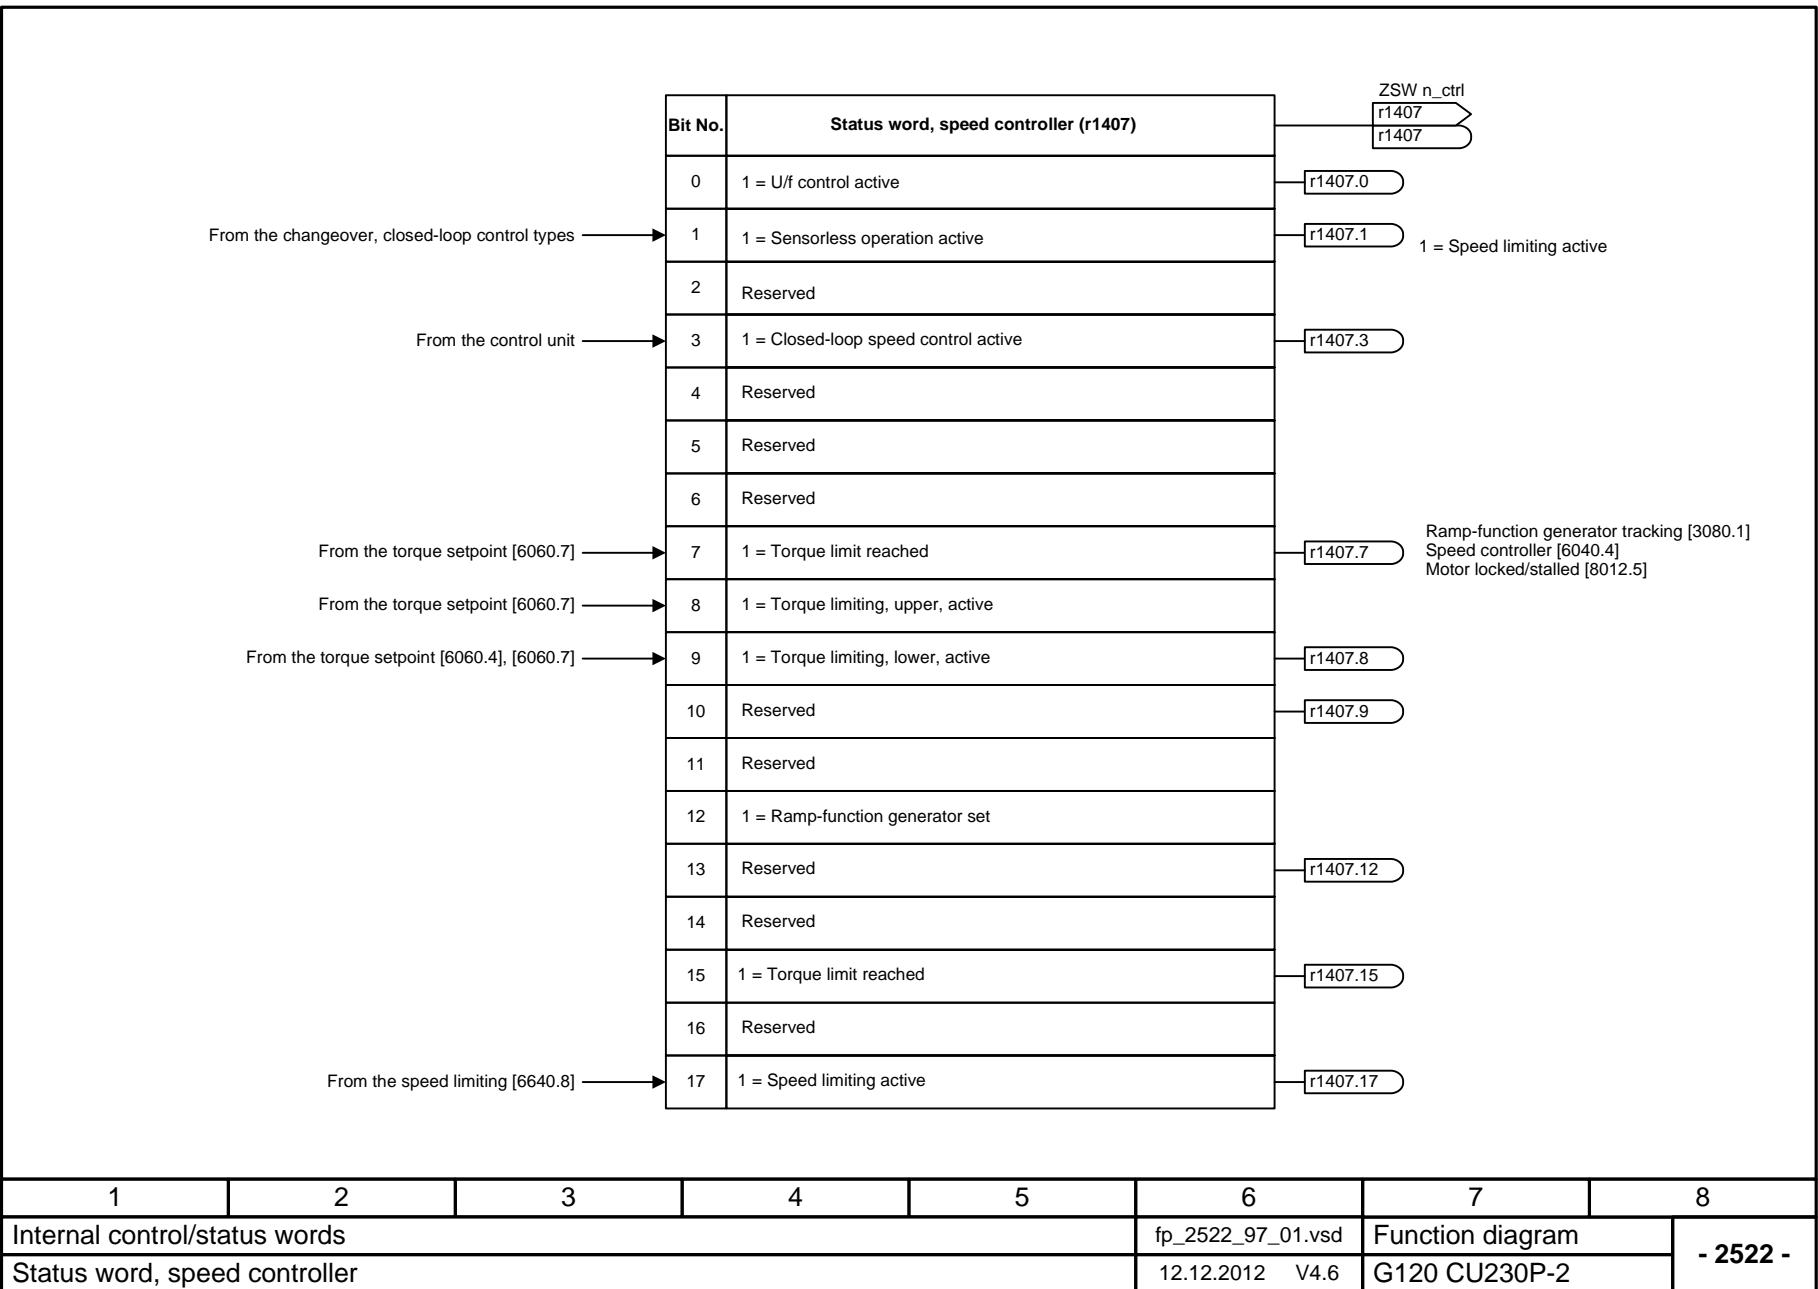 ZSW n_ctrl
Bit No. Status word, speed controller (r1407) r1407
r1407
0 1 = U/f control active r1407.0
From the changeover, closed-loop control types 1 1 = Sensorless operation active r1407.1 1 = Speed limiting active
2 Reserved
From the control unit 3 1 = Closed-loop speed control active r1407.3
4 Reserved
5 Reserved
6 Reserved
From the torque setpoint [6060.7] 7 1 = Torque limit reached r1407.7
Ramp-function generator tracking [3080.1]
Speed controller [6040.4]
Motor locked/stalled [8012.5]
From the torque setpoint [6060.7] 8 1 = Torque limiting, upper, active
From the torque setpoint [6060.4], [6060.7] 9 1 = Torque limiting, lower, active r1407.8
10 Reserved r1407.9
11 Reserved
12 1 = Ramp-function generator set
13 Reserved r1407.12
14 Reserved
15 1 = Torque limit reached r1407.15
16 Reserved
From the speed limiting [6640.8] 17 1 = Speed limiting active r1407.17
1 2 3 4 5 6 7 8
Internal control/status words fp_2522_97_01.vsd Function diagram
- 2522 -
Status word, speed controller 12.12.2012 V4.6 G120 CU230P-2